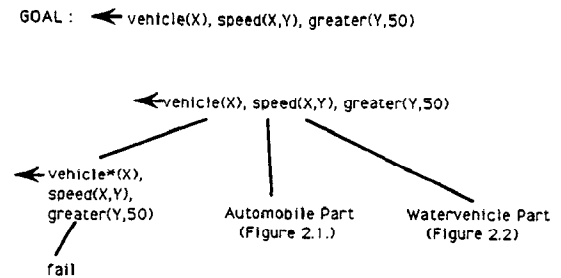 GOAL : ← vehicle(X), speed(X,Y), greater(Y,50)
←vehicle(X), speed(X,Y), greater(Y,50)
← vehicle*(X),
speed(X,Y),
greater(Y,50)
fail
Automobile Part
(Figure 2.1.)
Watervehicle Part
(Figure 2.2)